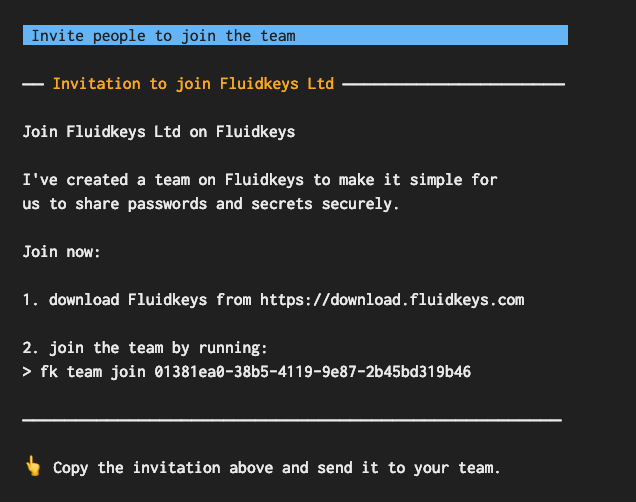 Invite people to join the team
Invitation to join Fluidkeys Ltd
Join Fluidkeys Ltd on Fluidkeys
I've created a team on Fluidkeys to make it simple for
us to share passwords and secrets securely.
Join now:
1. download Fluidkeys from https://download.fluidkeys.com
2. join the team by running:
> fk team join 01381ea0-38b5-4119-9e87-2b45bd319b46
👆 Copy the invitation above and send it to your team.